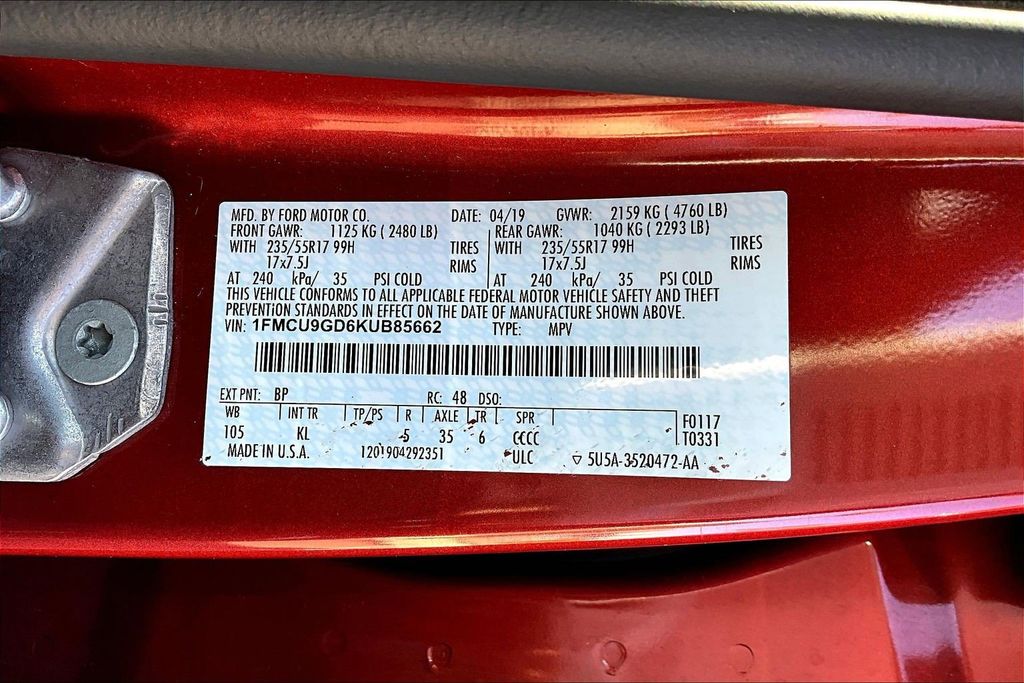 MFD. BY FORD MOTOR CO. DATE: 04/19 GVWR: 2159 KG ( 4760 LB)
FRONT GAWR: 1125 KG ( 2480 LB) REAR GAWR: 1040 KG ( 2293 LB)
WITH 235/55R17 99H TIRES WITH 235/55R17 99H TIRES
17x7.5J RIMS 17x7.5J RIMS
AT 240 kPa/ 35 PSI COLD AT 240 kPa/ 35 PSI COLD
THIS VEHICLE CONFORMS TO ALL APPLICABLE FEDERAL MOTOR VEHICLE SAFETY AND THEFT
PREVENTION STANDARDS IN EFFECT ON THE DATE OF MANUFACTURE SHOWN ABOVE.
VIN: 1FMCU9GD6KUB85662 TYPE: MPV
EXT PNT: BP RC: 48 DSO:
WB INT TR TP/PS R AXLE TR SPR F0117
105 KL 5 35 6 CCCC T0331
MADE IN U.S.A. 1201904292351 ULC ▽ 5U5A-3520472-AA